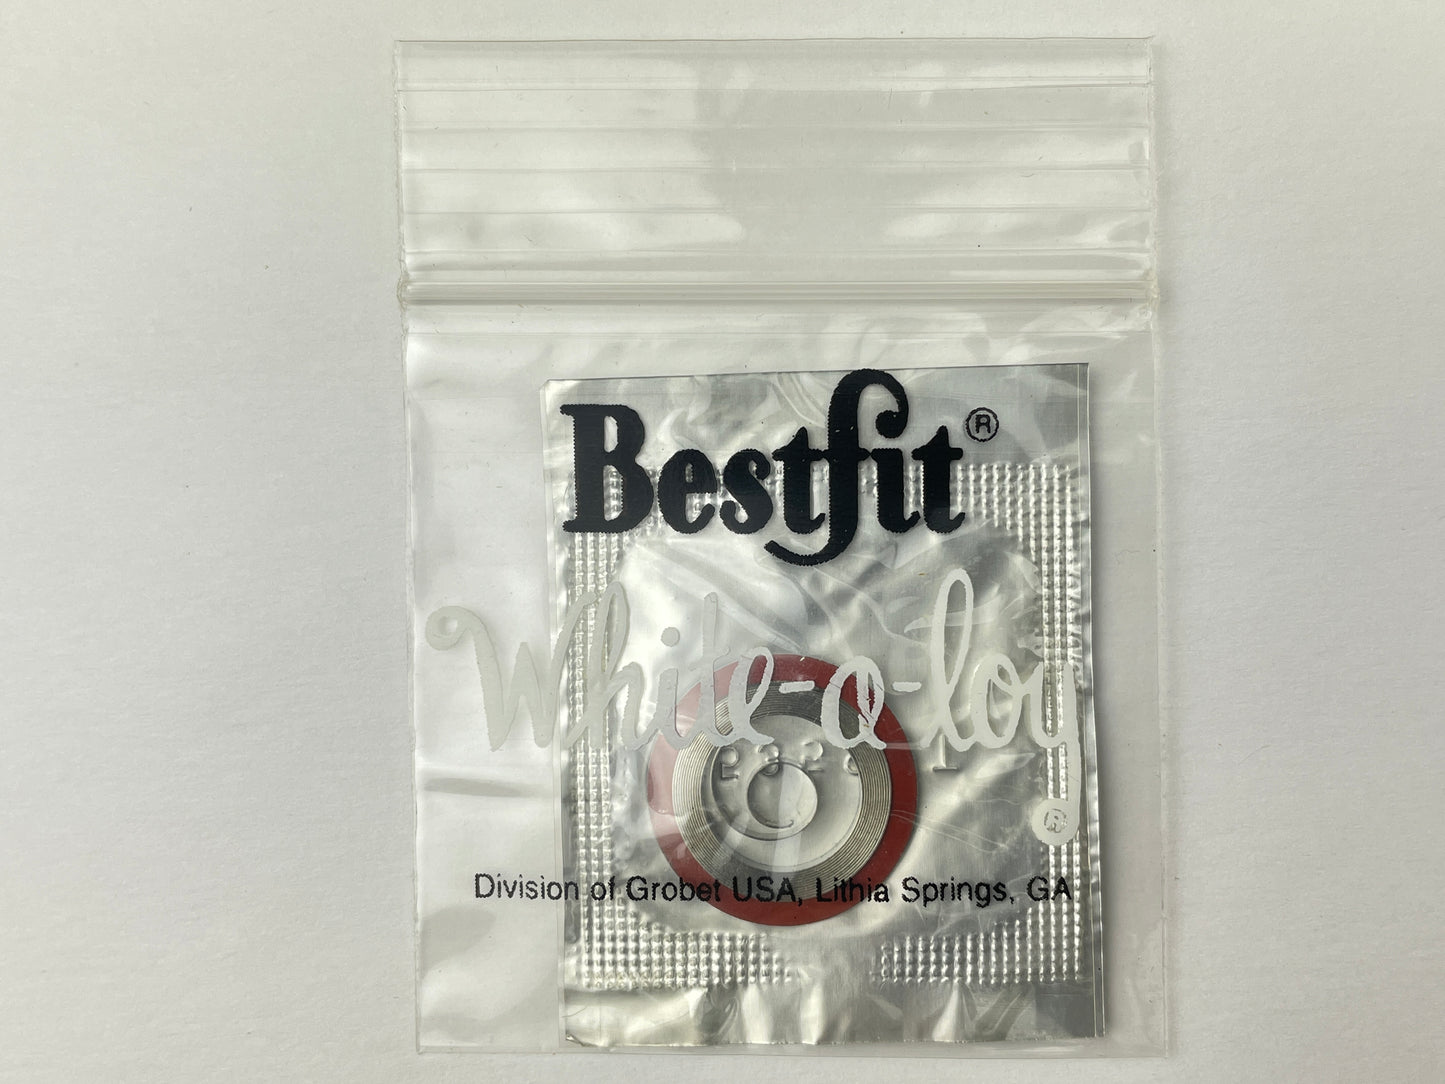 Bestfit®
White-a-loy
®
Division of Grobet USA, Lithia Springs, GA